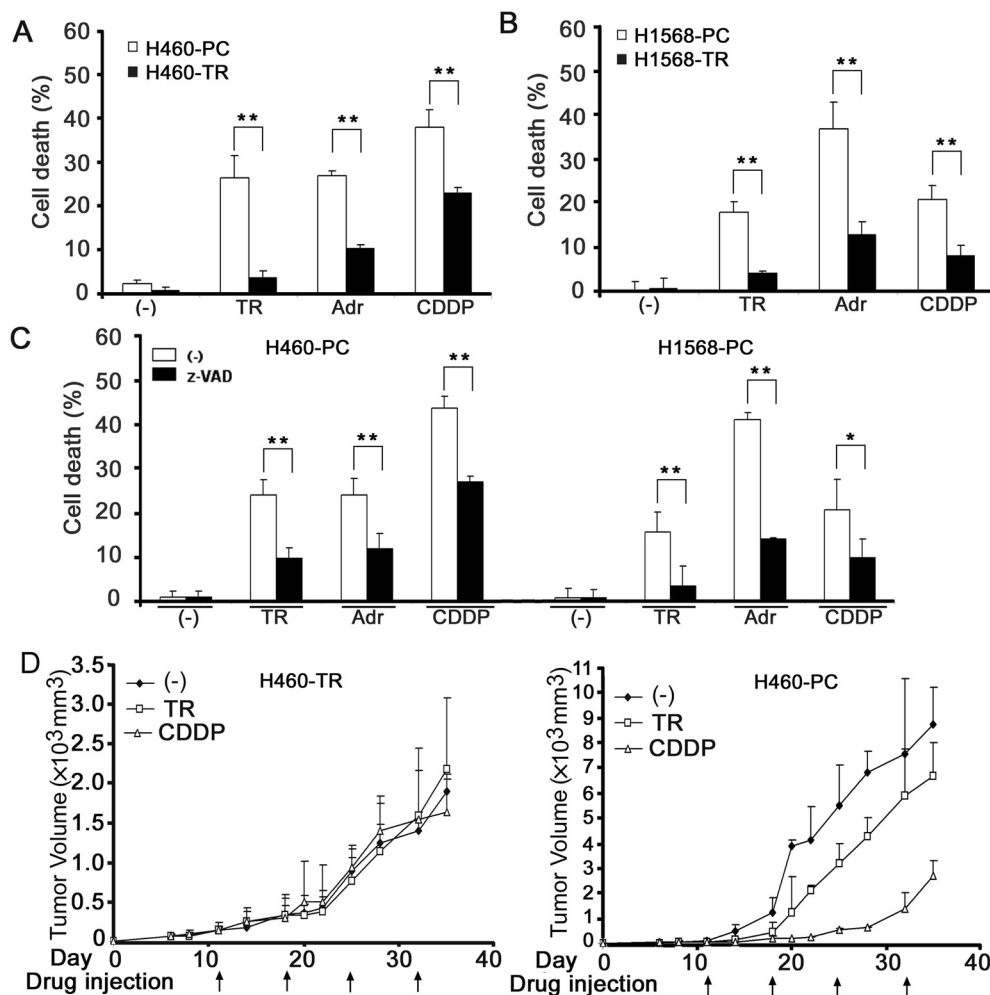 A
60
50
40
30
20
10
0
Cell death (%)
H460-PC
H460-TR
**
**
**
(-) TR Adr CDDP
B
60
50
40
30
20
10
0
Cell death (%)
H1568-PC
H1568-TR
**
**
**
(-) TR Adr CDDP
C
H460-PC
H1568-PC
60
50
40
30
20
10
0
Cell death (%)
(-)
z-VAD
**
**
**
**
**
*
(-) TR Adr CDDP (-) TR Adr CDDP
D
H460-TR
3.5
3.0
2.5
2.0
1.5
1.0
0.5
0
Tumor Volume (×10³mm³)
(-)
TR
CDDP
Day 0 10 20 30 40
Drug injection
H460-PC
11
10
9
8
7
6
5
4
3
2
1
0
Tumor Volume (×10³mm³)
(-)
TR
CDDP
Day 0 10 20 30 40
Drug injection